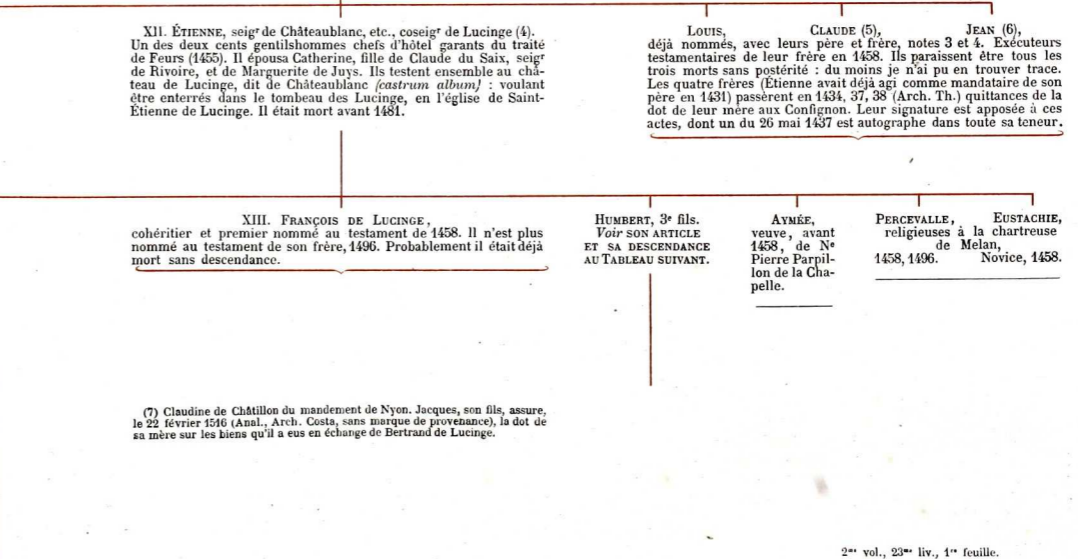 XII. ÉTIENNE, seigr de Châteaublanc, etc., coseigr de Lucinge (4).
Un des deux cents gentilshommes chefs d'hôtel garants du traité
de Feurs (1455). Il épousa Catherine, fille de Claude du Saix, seigr
de Rivoire, et de Marguerite de Juys. Ils testent ensemble au châ-
teau de Lucinge, dit de Châteaublanc (castrum album) : voulant
être enterrés dans le tombeau des Lucinge, en l'église de Saint-
Étienne de Lucinge. Il était mort avant 1481.
LOUIS, CLAUDE (5), JEAN (6),
déjà nommés, avec leurs père et frère, notes 3 et 4. Exécuteurs
testamentaires de leur frère en 1458. Ils paraissent être tous les
trois morts sans postérité : du moins je n'ai pu en trouver trace.
Les quatre frères (Étienne avait déjà agi comme mandataire de son
père en 1431) passèrent en 1434, 37, 38 (Arch. Th.) quittances de la
dot de leur mère aux Confignon. Leur signature est apposée à ces
actes, dont un du 26 mai 1437 est autographe dans toute sa teneur.
XIII. FRANÇOIS DE LUCINGE,
cohéritier et premier nommé au testament de 1458. Il n'est plus
nommé au testament de son frère, 1496. Probablement il était déjà
mort sans descendance.
HUMBERT, 3e fils.
Voir SON ARTICLE
ET SA DESCENDANCE
AU TABLEAU SUIVANT.
AYMÉE,
veuve, avant
1458, de Ne
Pierre Parpil-
lon de la Cha-
pelle.
PERCEVALLE, EUSTACHIE,
religieuses à la chartreuse
de Melan,
1458, 1496. Novice, 1458.
(7) Claudine de Châtillon du mandement de Nyon. Jacques, son fils, assure,
le 22 février 1516 (Anal., Arch. Costa, sans marque de provenance), la dot de
sa mère sur les biens qu'il a eus en échange de Bertrand de Lucinge.
2me vol., 23me liv., 1re feuille.